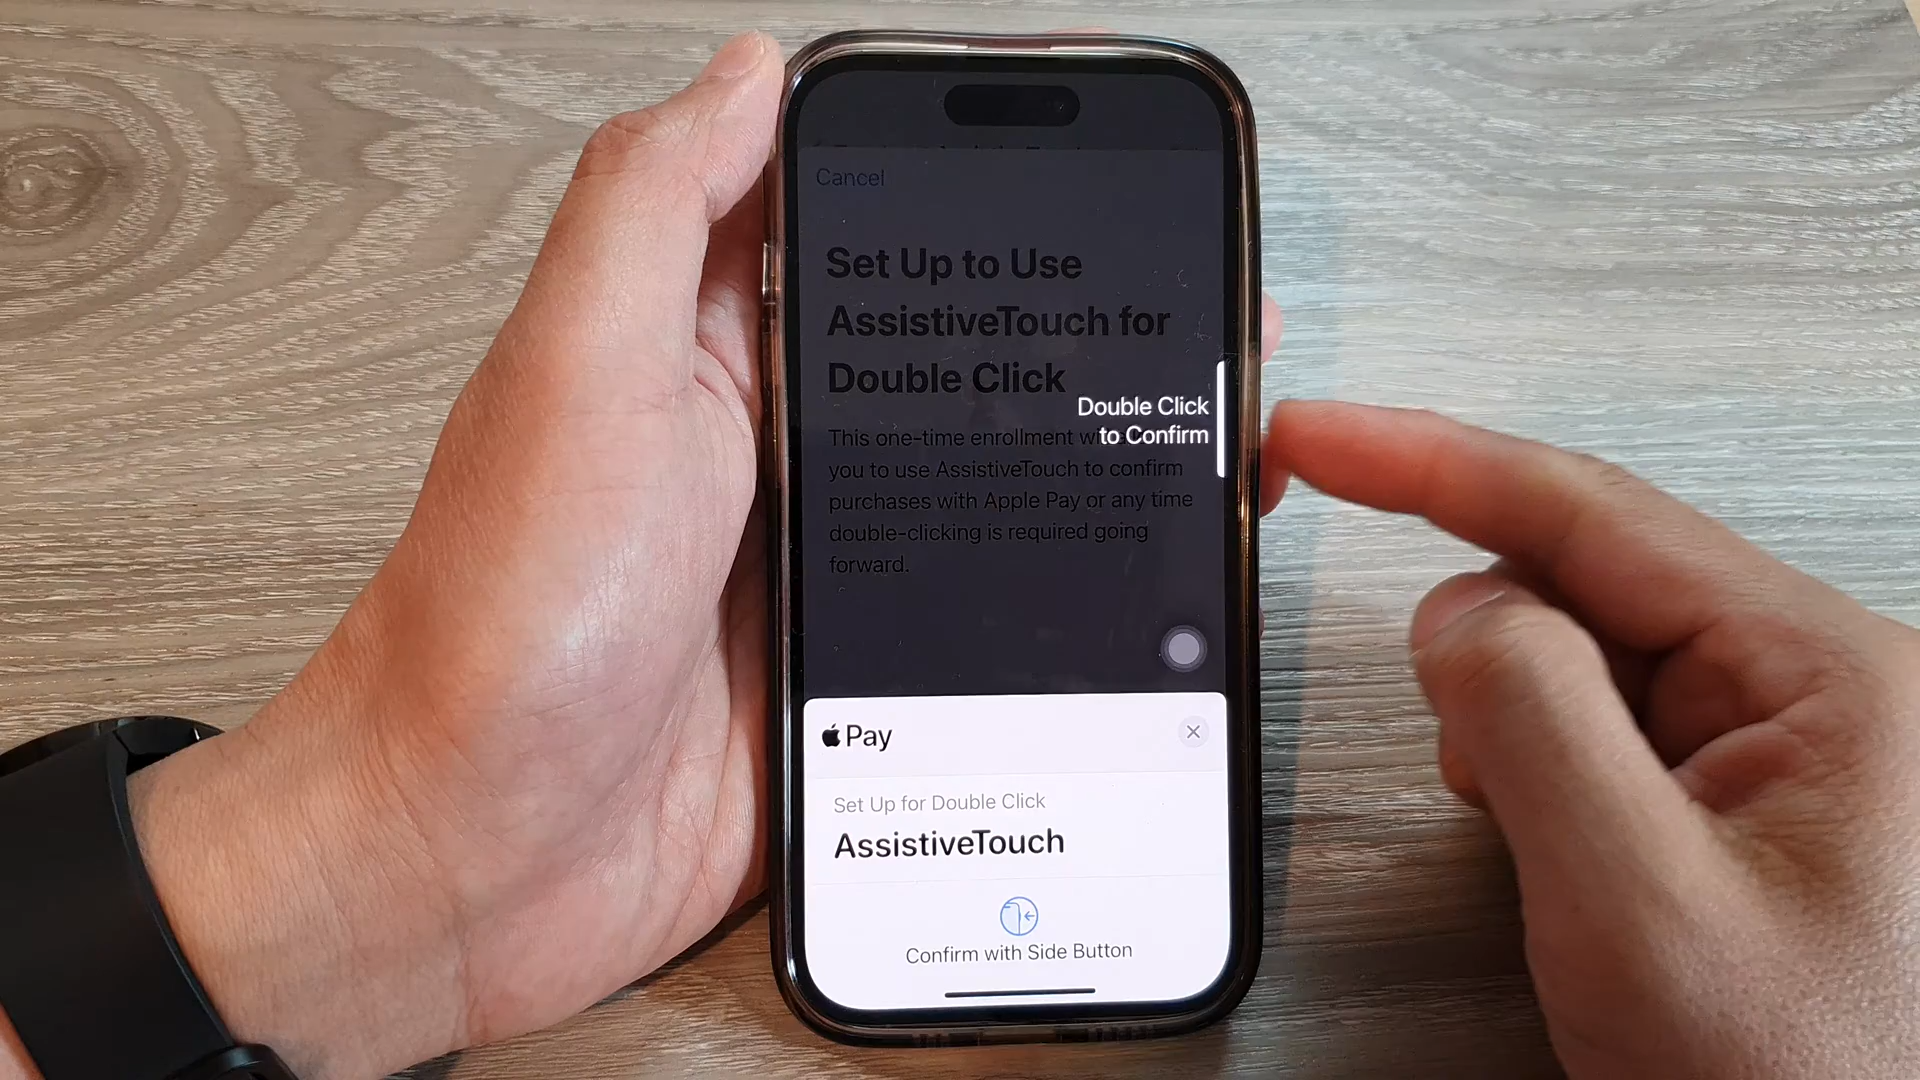 Cancel
Set Up to Use
AssistiveTouch for
Double Click
Double Click
to Confirm
This one-time enrollment
you to use AssistiveTouch to confirm
purchases with Apple Pay or any time
double-clicking is required going
forward.
Pay
Set Up for Double Click
AssistiveTouch
Confirm with Side Button